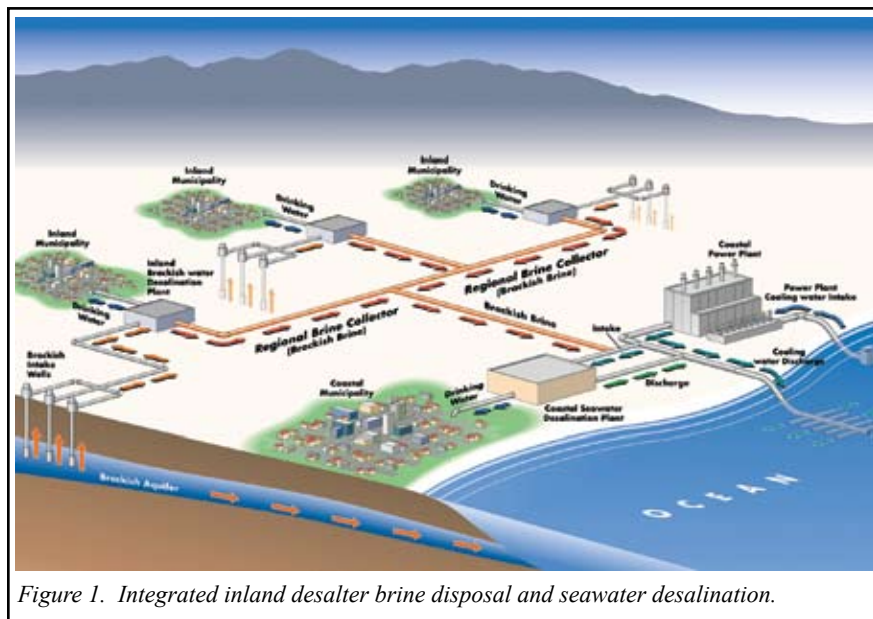 Inland
Municipality
Drinking
Water
Inland
Municipality
Drinking
Water
Inland
Municipality
Inland
Brackish water
Desalination
Plant
Drinking
Water
Regional Brine Collector
(Brackish Brine)
Regional Brine Collector
(Brackish Brine)
Brackish Brine
Coastal
Power Plant
Power Plant
Cooling water Intake
Intake
Cooling
water Discharge
Brackish
Intake
Wells
Coastal
Municipality
Drinking
Water
Discharge
Coastal Seawater
Desalination Plant
Brackish Aquifer
OCEAN
Figure 1. Integrated inland desalter brine disposal and seawater desalination.